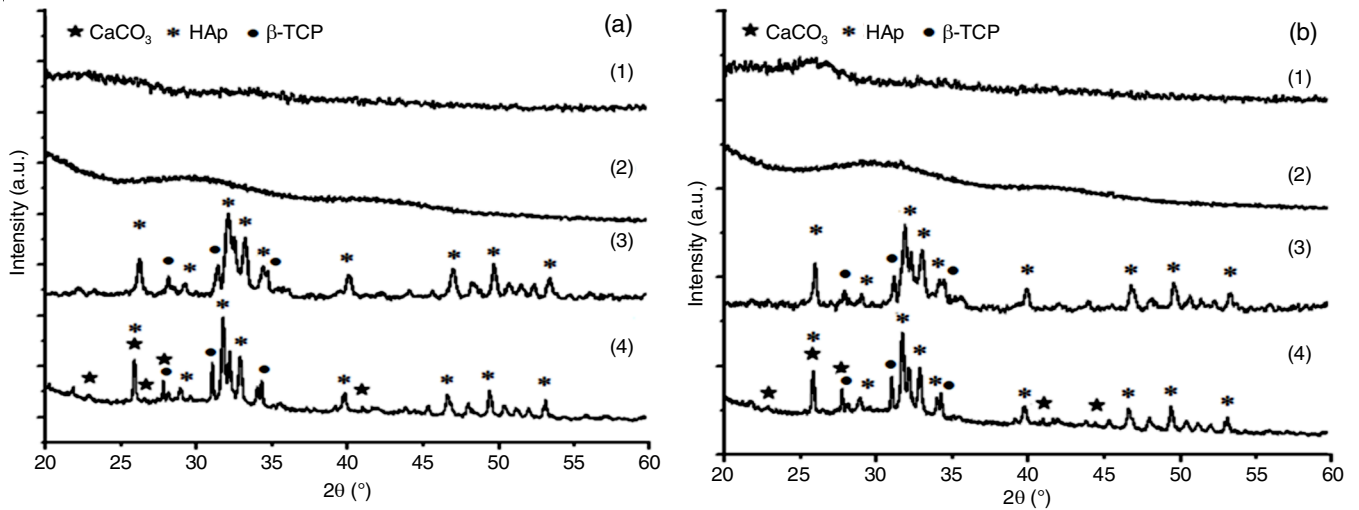 (a)
★ CaCO₃ * HAp • β-TCP
(1)
(2)
(3)
(4)
Intensity (a.u.)
20 25 30 35 40 45 50 55 60
2θ (°)
(b)
★ CaCO₃ * HAp • β-TCP
(1)
(2)
(3)
(4)
Intensity (a.u.)
20 25 30 35 40 45 50 55 60
2θ (°)